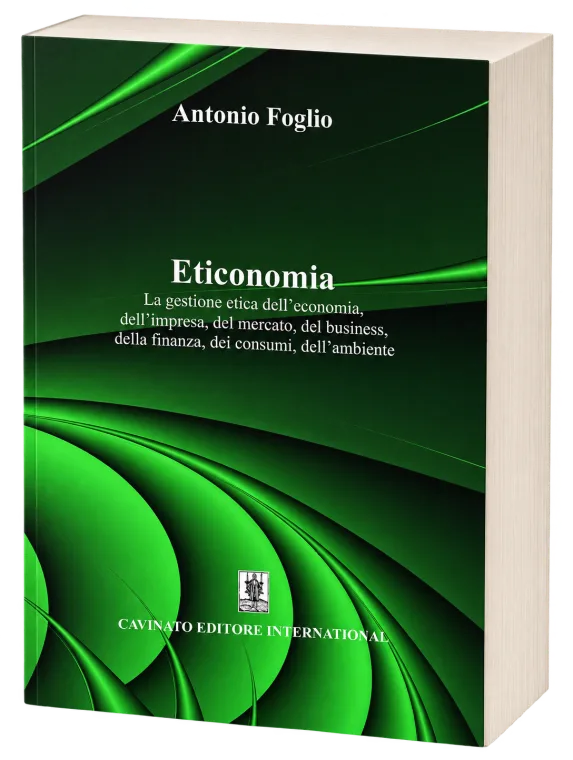 Antonio Foglio
Eticonomia
La gestione etica dell'economia,
dell'impresa, del mercato, del business,
della finanza, dei consumi, dell'ambiente
CAVINATO EDITORE INTERNATIONAL